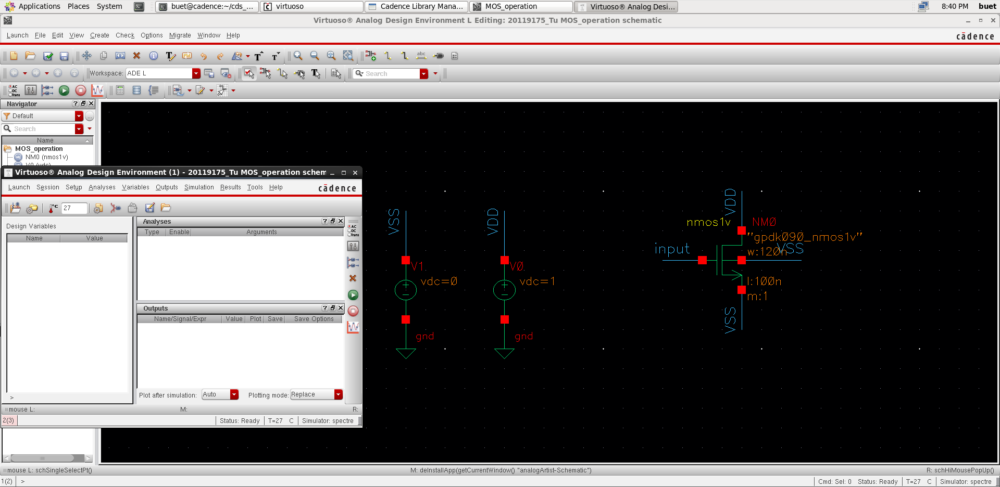 Applications Places System buet@cadence:~/cds_... virtuoso Cadence Library Mana... MOS_operation Virtuoso® Analog Desi... 8:40 PM buet
Virtuoso® Analog Design Environment L Editing: 20119175_Tu MOS_operation schematic
Launch File Edit View Create Check Options Migrate Window Help cādence
abc
Workspace: ADE L Search
AC DC Trans
Navigator
Default
Search
Name
MOS_operation
NM0 (nmos1v)
V0 (vdc)
Virtuoso® Analog Design Environment (1) - 20119175_Tu MOS_operation schem
Launch Session Setup Analyses Variables Outputs Simulation Results Tools Help cādence
°C 27
Design Variables
Name Value
>
Analyses
Type Enable Arguments
AC
DC
Trans
Outputs
Name/Signal/Expr Value Plot Save Save Options
Plot after simulation: Auto Plotting mode: Replace
mouse L: M: R:
2(3) Status: Ready T=27 C Simulator: spectre
VSS
V1
vdc=0
gnd
VDD
V0
vdc=1
gnd
VDD
nmos1v NM0
"gpdk090_nmos1v"
input w:120n VSS
l:100n
m:1
VSS
mouse L: schSingleSelectPt() M: deInstallApp(getCurrentWindow() "analogArtist-Schematic") R: schHiMousePopUp()
1(2) > Cmd: Sel: 0 Status: Ready T=27 C Simulator: spectre